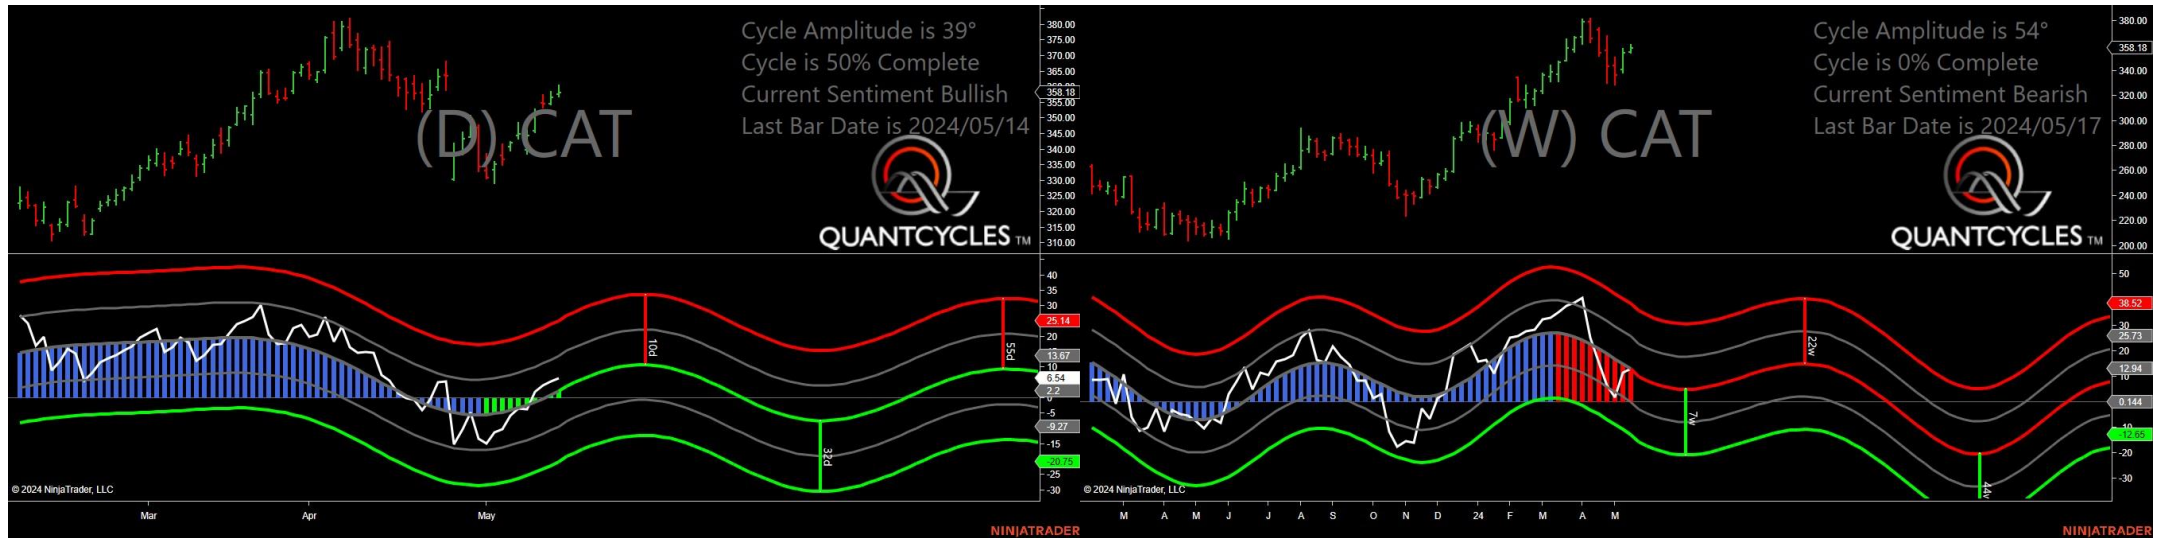 Cycle Amplitude is 39°
Cycle is 50% Complete
Current Sentiment Bullish
Last Bar Date is 2024/05/14
(D) CAT
QUANTCYCLES TM
380.00
375.00
370.00
365.00
358.18
355.00
350.00
345.00
340.00
335.00
330.00
325.00
320.00
315.00
310.00
40
35
30
25.14
20
13.67
10
6.54
2.2
-5
-9.27
-15
-20.75
-25
-30
10d
32d
55d
© 2024 NinjaTrader, LLC
Mar
Apr
May
NINJATRADER
Cycle Amplitude is 54°
Cycle is 0% Complete
Current Sentiment Bearish
Last Bar Date is 2024/05/17
(W) CAT
QUANTCYCLES TM
380.00
358.18
340.00
320.00
300.00
280.00
260.00
240.00
220.00
200.00
50
38.52
30
25.73
20
12.94
10
0.144
-10
-12.65
-20
-30
7w
22w
© 2024 NinjaTrader, LLC
M A M J J A S O N D 24 F M A M
NINJATRADER